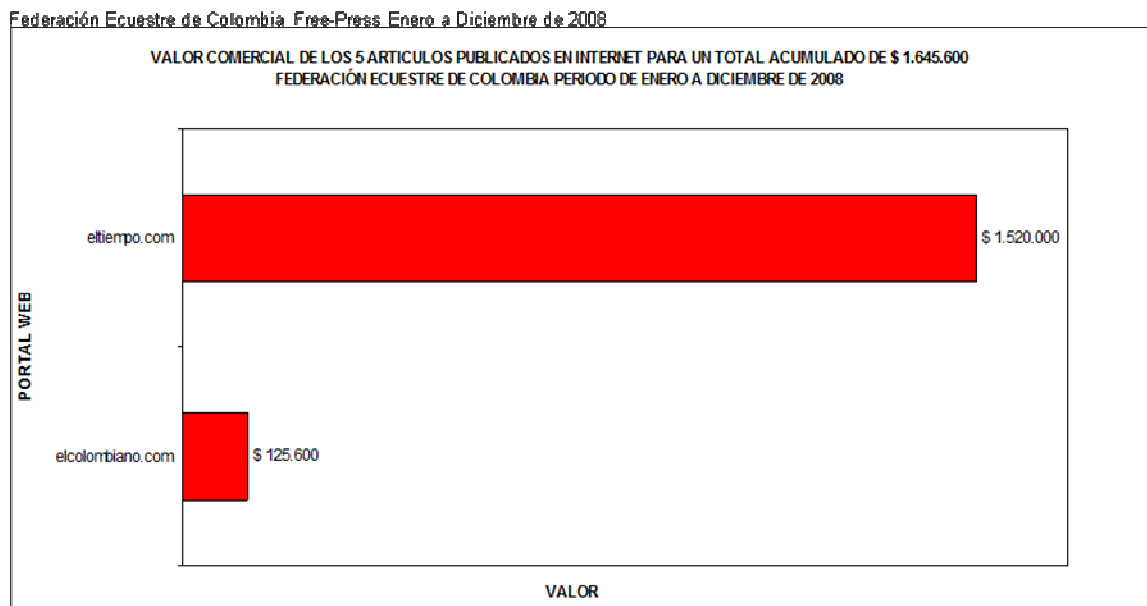 Federación Ecuestre de Colombia Free-Press Enero a Diciembre de 2008
VALOR COMERCIAL DE LOS 5 ARTICULOS PUBLICADOS EN INTERNET PARA UN TOTAL ACUMULADO DE $ 1.645.600
FEDERACIÓN ECUESTRE DE COLOMBIA PERIODO DE ENERO A DICIEMBRE DE 2008
PORTAL WEB
eltiempo.com
$ 1.520.000
elcolombiano.com
$ 125.600
VALOR